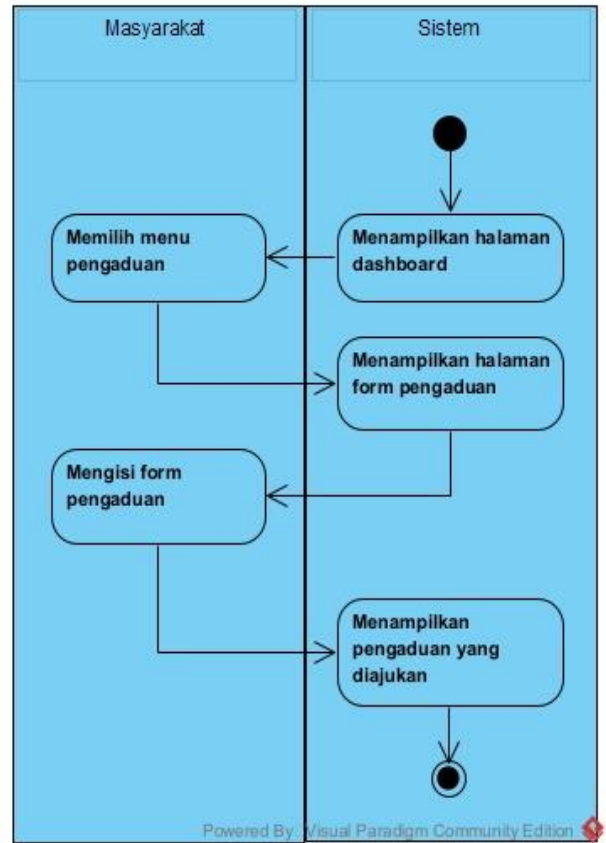 Masyarakat
Sistem
Memilih menu
pengaduan
Menampilkan halaman
dashboard
Menampilkan halaman
form pengaduan
Mengisi form
pengaduan
Menampilkan
pengaduan yang
diajukan
Powered By: Visual Paradigm Community Edition